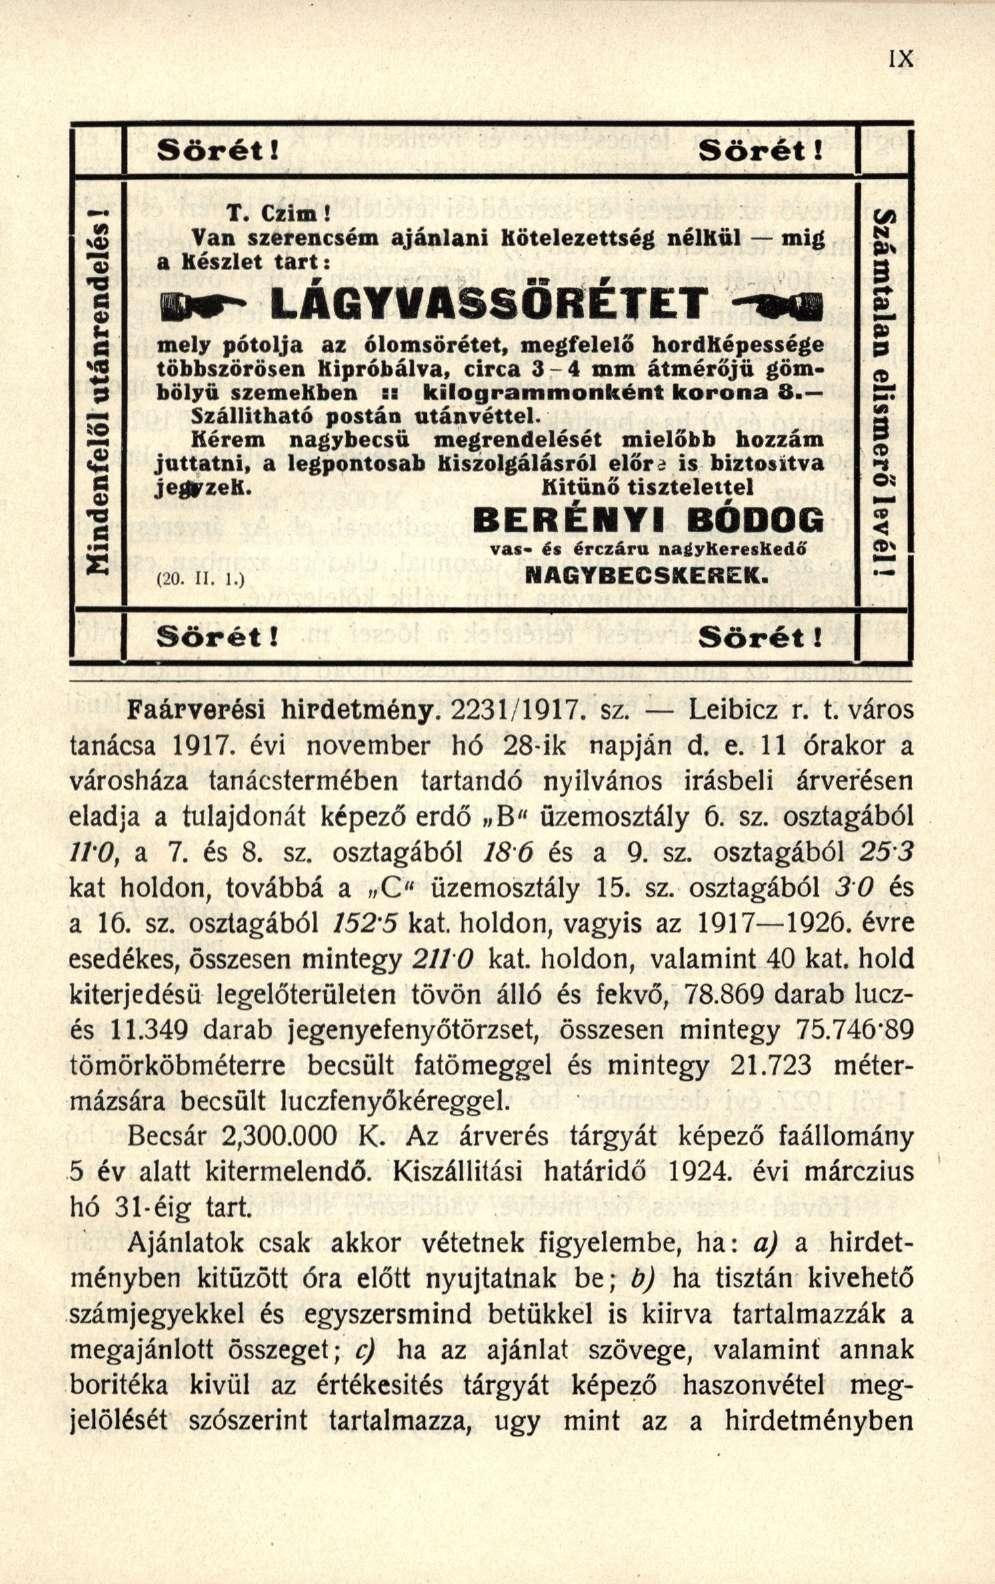 IX
Sörét! Sörét!
Mindenfelől utánrendelés!
T. Czim!
Van szerencsém ajánlani kötelezettség nélkül — mig
a készlet tart:
LÁGYVASSÖRÉTET
mely pótolja az ólomsörétet, megfelelő hordképessége
többszörösen kipróbálva, circa 3-4 mm átmérőjü göm-
bölyü szemekben :: kilogrammonként korona 8.—
Szállitható postán utánvéttel.
Kérem nagybecsü megrendelését mielőbb hozzám
juttatni, a legpontosab kiszolgálásról előre is biztositva
jegyzek. Kitünő tisztelettel
BERÉNYI BÓDOG
vas- és érczáru nagykereskedő
(20. II. 1.) NAGYBECSKEREK.
Számtalan elismerő levél!
Sörét! Sörét!
Faárverési hirdetmény. 2231/1917. sz. — Leibicz r. t. város
tanácsa 1917. évi november hó 28-ik napján d. e. 11 órakor a
városháza tanácstermében tartandó nyilvános irásbeli árverésen
eladja a tulajdonát képező erdő „B" üzemosztály 6. sz. osztagából
11·0, a 7. és 8. sz. osztagából 18·6 és a 9. sz. osztagából 25·3
kat holdon, továbbá a „C" üzemosztály 15. sz. osztagából 3·0 és
a 16. sz. osztagából 152·5 kat. holdon, vagyis az 1917—1926. évre
esedékes, összesen mintegy 211·0 kat. holdon, valamint 40 kat. hold
kiterjedésü legelőterületen tövön álló és fekvő, 78.869 darab lucz-
és 11.349 darab jegenyefenyőtörzset, összesen mintegy 75.746·89
tömörköbméterre becsült fatömeggel és mintegy 21.723 méter-
mázsára becsült luczfenyőkéreggel.
Becsár 2,300.000 K. Az árverés tárgyát képező faállomány
5 év alatt kitermelendő. Kiszállitási határidő 1924. évi márczius
hó 31-éig tart.
Ajánlatok csak akkor vétetnek figyelembe, ha: a) a hirdet-
ményben kitüzött óra előtt nyujtatnak be; b) ha tisztán kivehető
számjegyekkel és egyszersmind betükkel is kiirva tartalmazzák a
megajánlott összeget; c) ha az ajánlat szövege, valamint annak
boritéka kivül az értékesités tárgyát képező haszonvétel meg-
jelölését szószerint tartalmazza, ugy mint az a hirdetményben